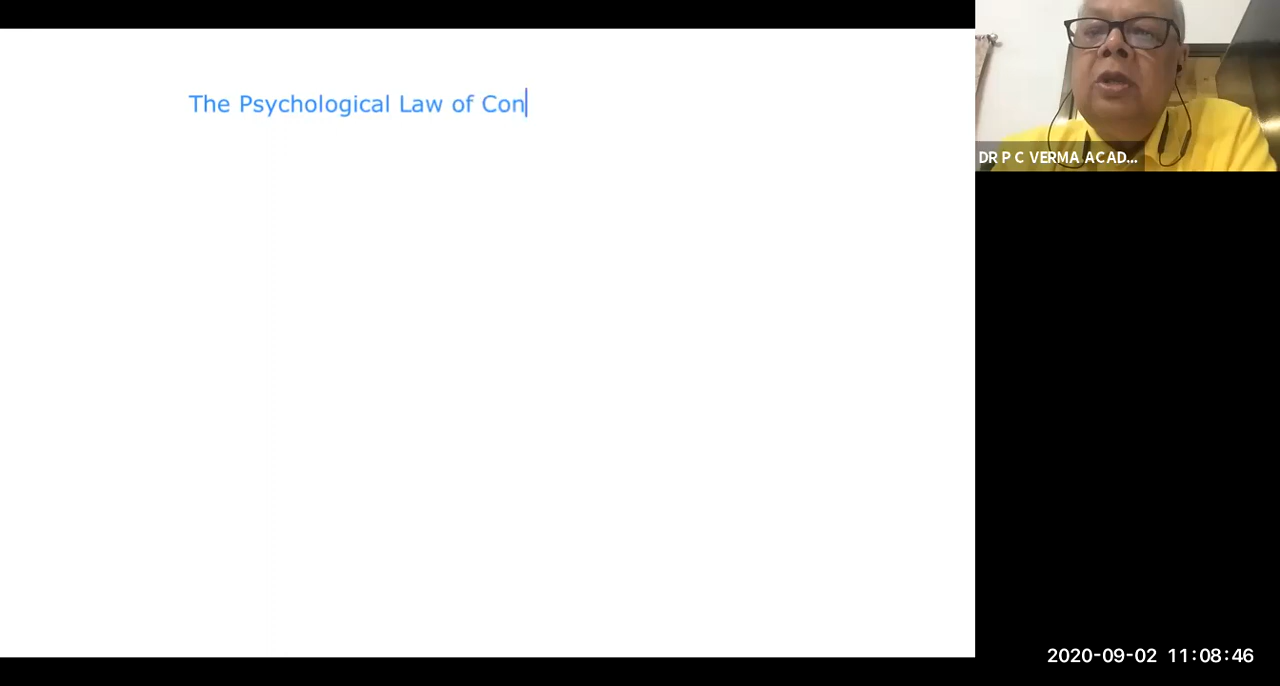 The Psychological Law of Con
DR P C VERMA ACAD...
2020-09-02 11:08:46